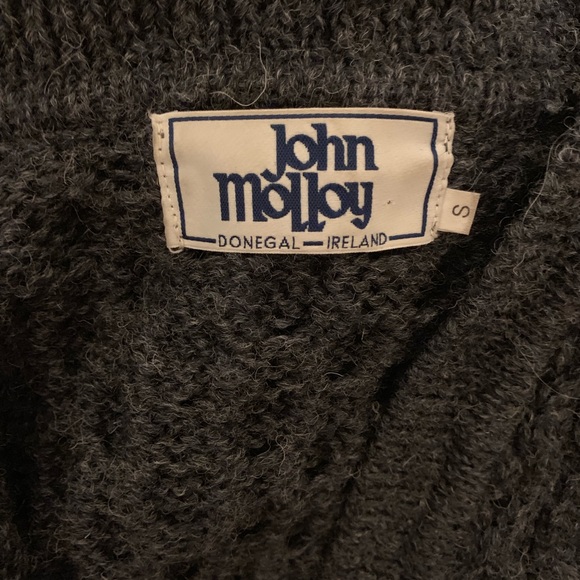 John
Molloy
DONEGAL — IRELAND
S